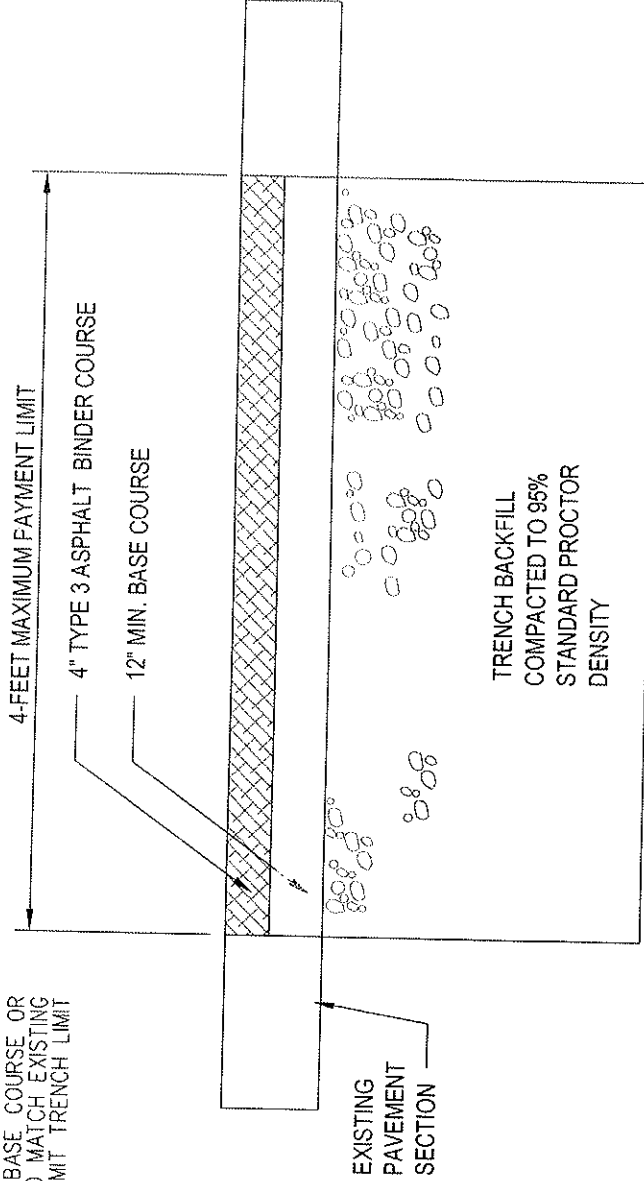 4-FEET MAXIMUM PAYMENT LIMIT
4" TYPE 3 ASPHALT BINDER COURSE
12" MIN. BASE COURSE
BASE COURSE OR
MATCH EXISTING
TRENCH LIMIT
EXISTING
PAVEMENT
SECTION
TRENCH BACKFILL
COMPACTED TO 95%
STANDARD PROCTOR
DENSITY